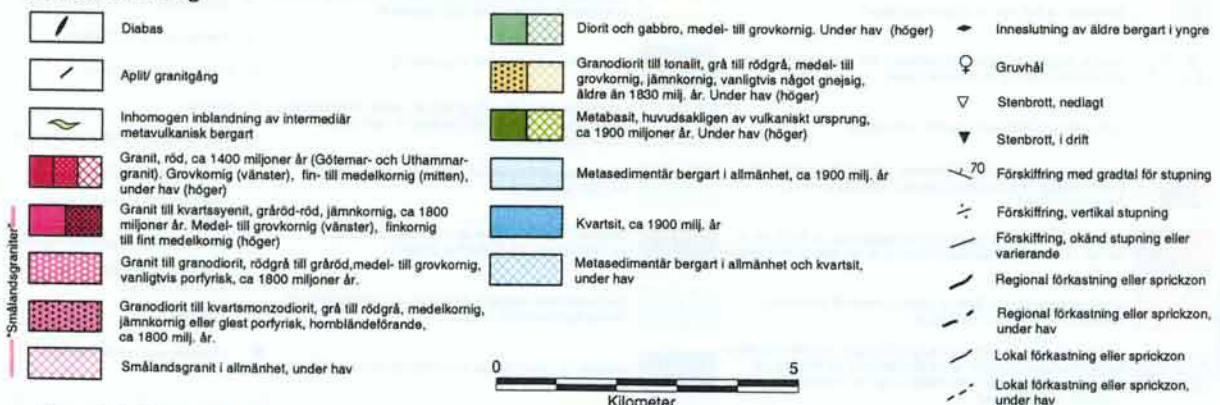 Diabas
Aplit/ granitgång
Inhomogen inblandning av intermediär
metavulkanisk bergart
Granit, röd, ca 1400 miljoner år (Götemar- och Uthammar-
granit). Grovkornig (vänster), fin- till medelkornig (mitten),
under hav (höger)
"Smålandsgraniter"
Granit till kvartssyenit, gråröd-röd, jämnkornig, ca 1800
miljoner år. Medel- till grovkornig (vänster), finkornig
till fint medelkornig (höger)
Granit till granodiorit, rödgrå till gråröd,medel- till grovkornig,
vanligtvis porfyrisk, ca 1800 miljoner år.
Granodiorit till kvartsmonzodiorit, grå till rödgrå, medelkornig,
jämnkornig eller glest porfyrisk, hornbländeförande,
ca 1800 milj. år.
Smålandsgranit i allmänhet, under hav
Diorit och gabbro, medel- till grovkornig. Under hav (höger)
Granodiorit till tonalit, grå till rödgrå, medel- till
grovkornig, jämnkornig, vanligtvis något gnejsig,
äldre än 1830 milj. år. Under hav (höger)
Metabasit, huvudsakligen av vulkaniskt ursprung,
ca 1900 miljoner år. Under hav (höger)
Metasedimentär bergart i allmänhet, ca 1900 milj. år
Kvartsit, ca 1900 milj. år
Metasedimentär bergart i allmänhet och kvartsit,
under hav
0 5
Kilometer
Inneslutning av äldre bergart i yngre
Gruvhål
Stenbrott, nedlagt
Stenbrott, i drift
70 Förskiffring med gradtal för stupning
Förskiffring, vertikal stupning
Förskiffring, okänd stupning eller
varierande
Regional förkastning eller sprickzon
Regional förkastning eller sprickzon,
under hav
Lokal förkastning eller sprickzon
Lokal förkastning eller sprickzon,
under hav